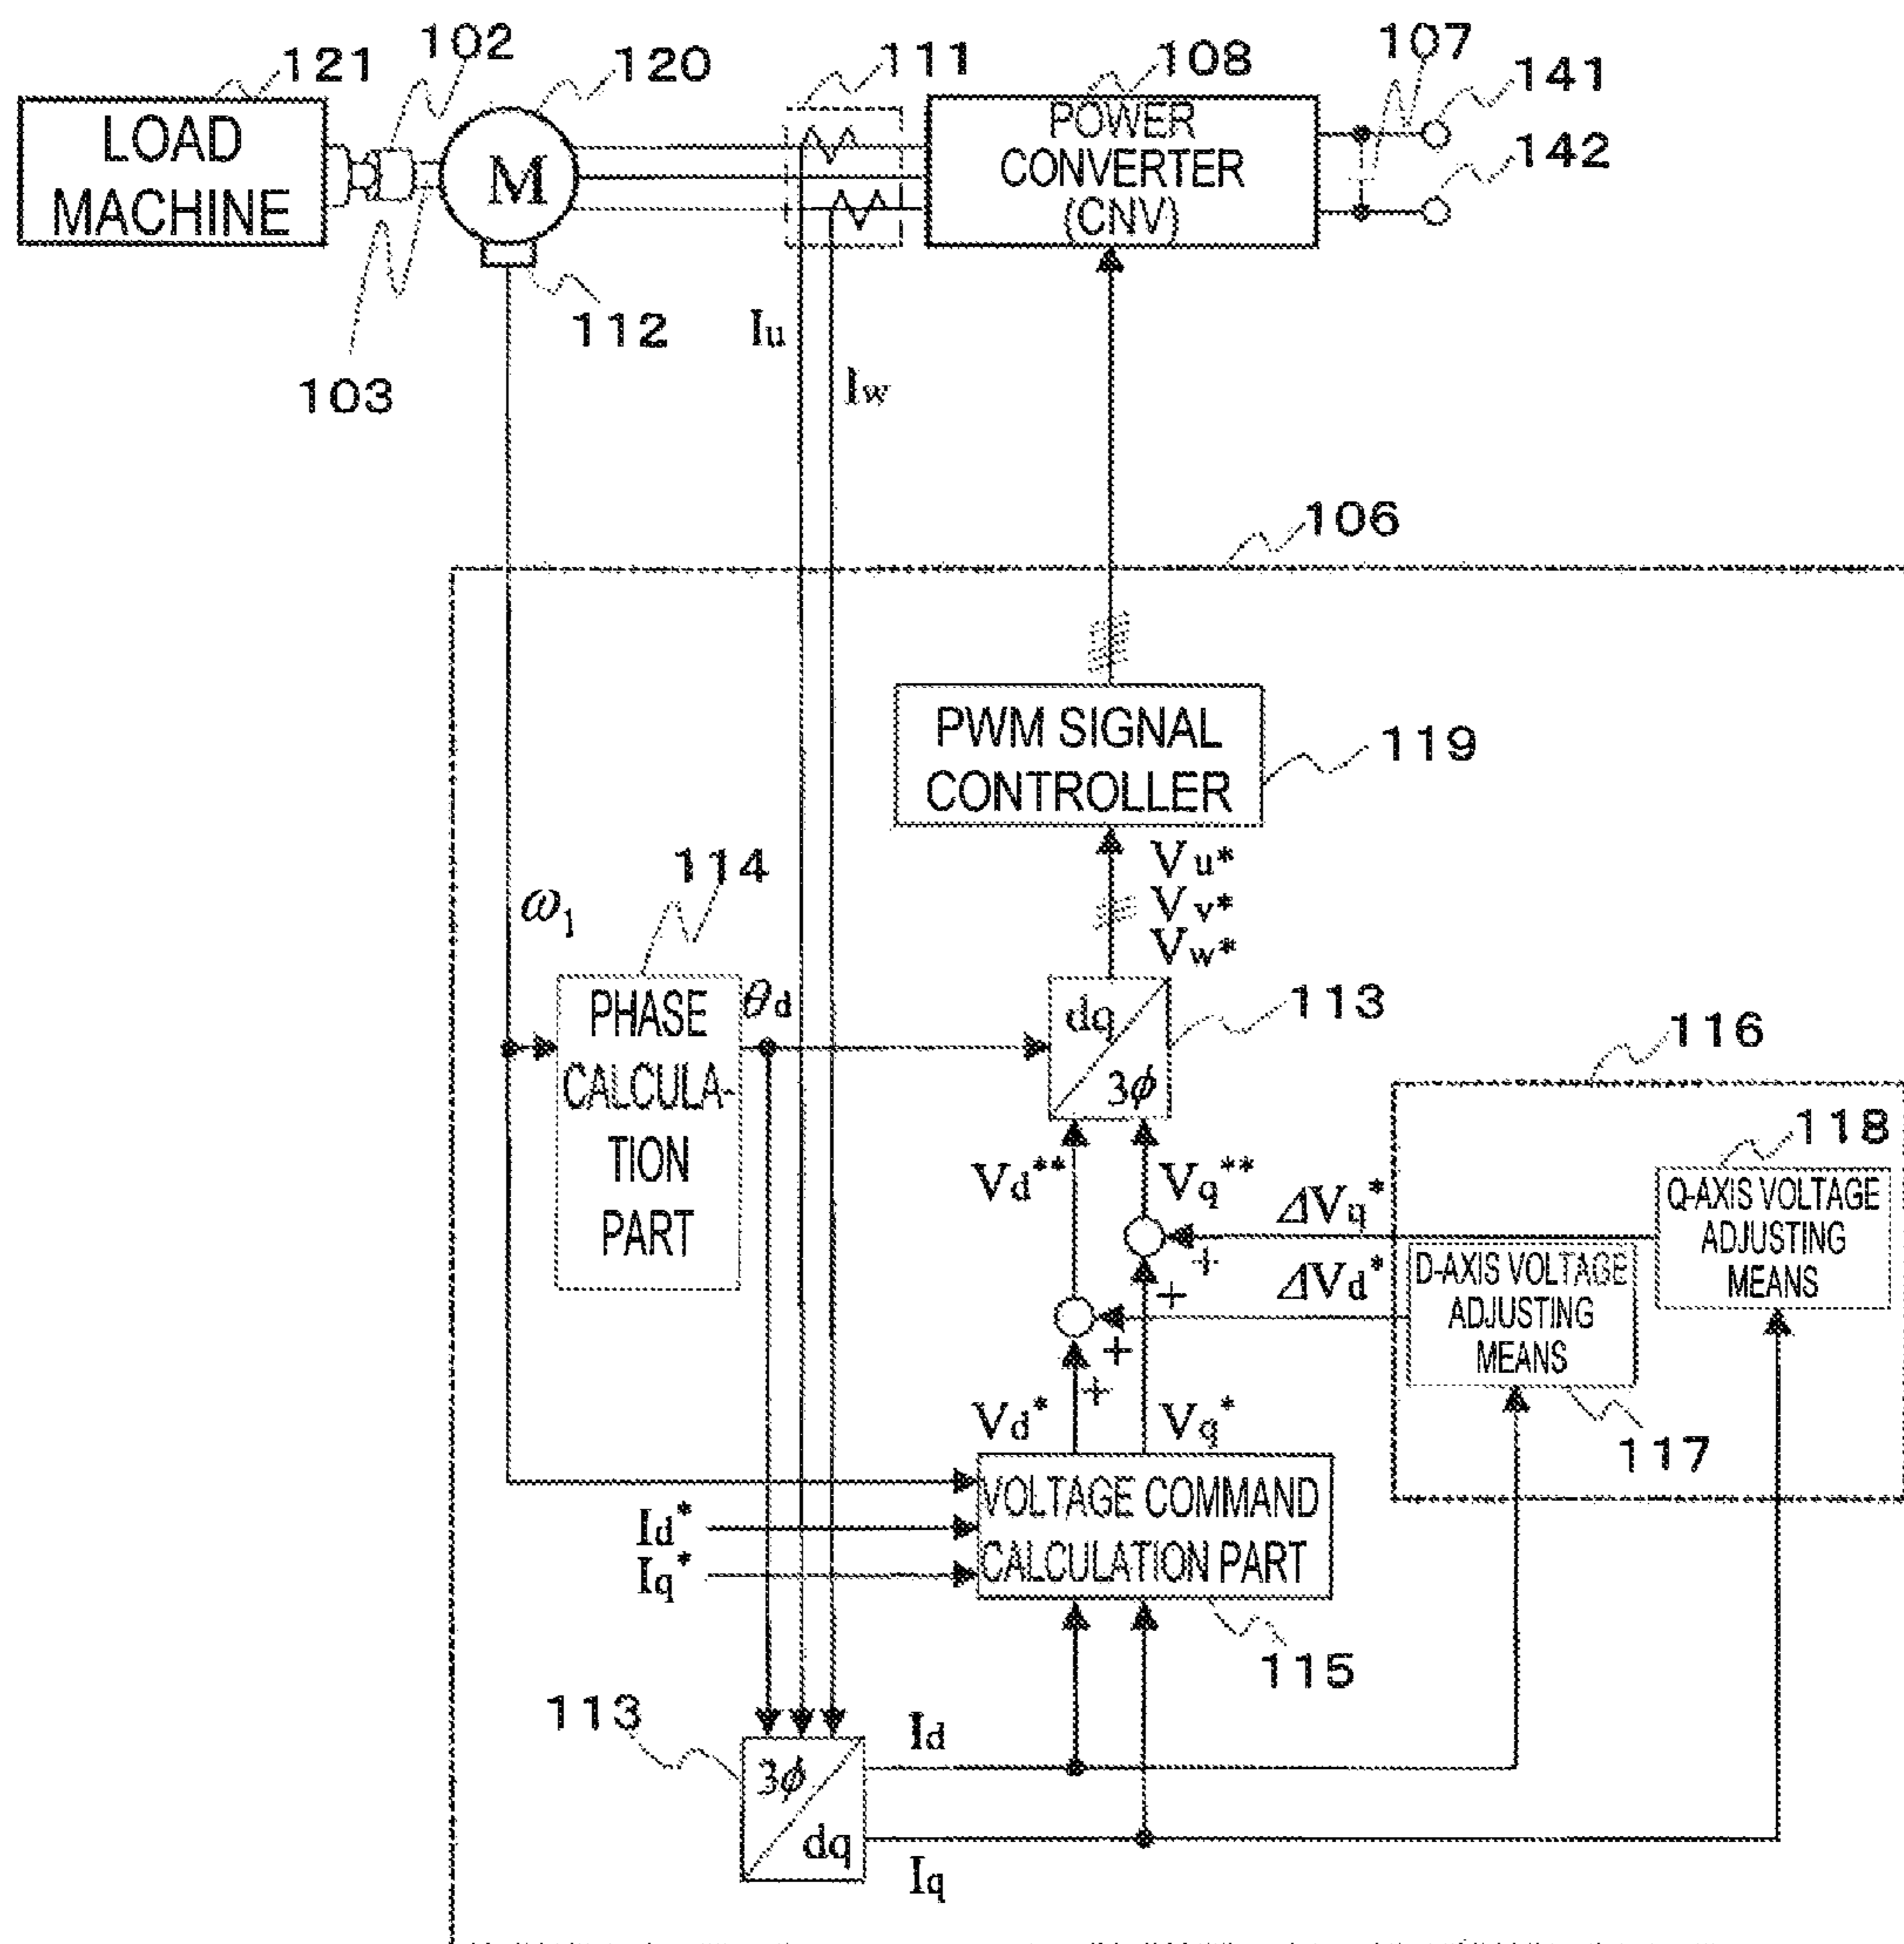 102
107
121
120
111
108
141
LOAD
MACHINE
M
POWER
CONVERTER
(CNV)
142
112
103
Iu
Iw
106
PWM SIGNAL
CONTROLLER
119
Vu*
Vv*
Vw*
114
ω1
PHASE
CALCULA-
TION
PART
θd
dq
3ϕ
113
116
118
Vd**
Vq**
ΔVq*
Q-AXIS VOLTAGE
ADJUSTING
MEANS
+
+
ΔVd*
D-AXIS VOLTAGE
ADJUSTING
MEANS
+
+
117
Vd*
Vq*
VOLTAGE COMMAND
CALCULATION PART
Id*
Iq*
115
113
3ϕ
dq
Id
Iq